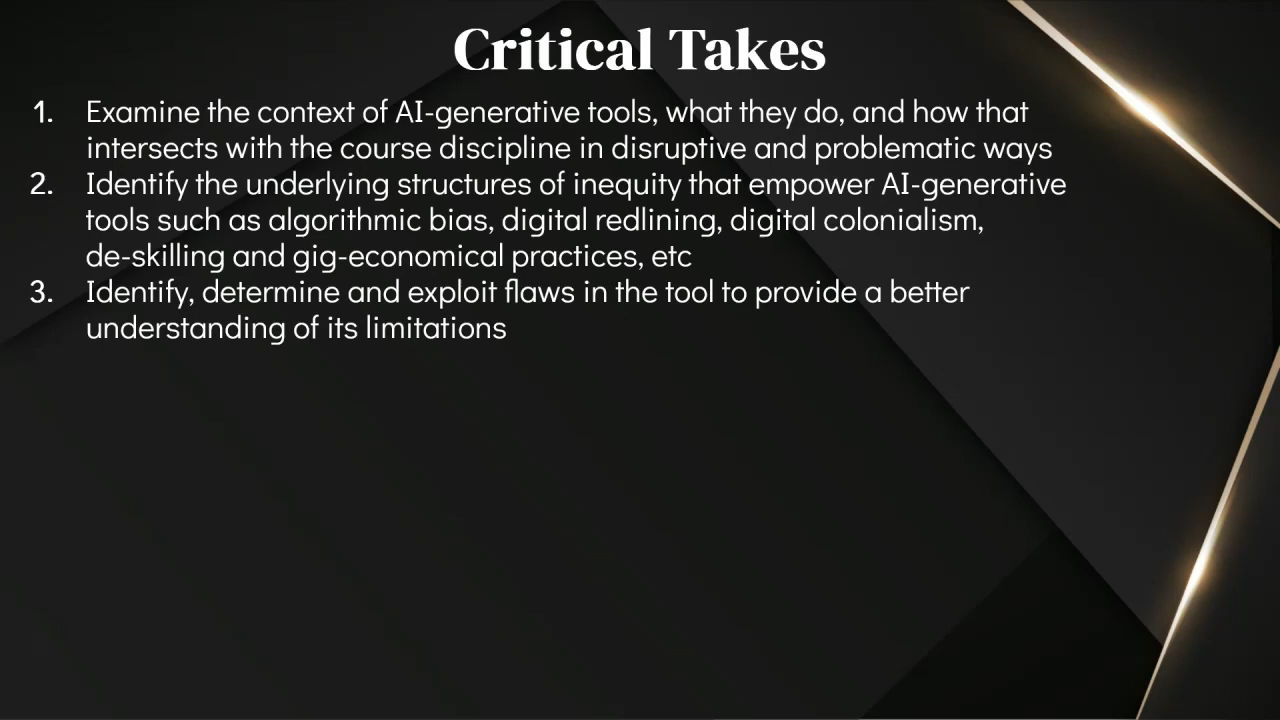 Critical Takes
1. Examine the context of AI-generative tools, what they do, and how that
intersects with the course discipline in disruptive and problematic ways
2. Identify the underlying structures of inequity that empower AI-generative
tools such as algorithmic bias, digital redlining, digital colonialism,
de-skilling and gig-economical practices, etc
3. Identify, determine and exploit flaws in the tool to provide a better
understanding of its limitations